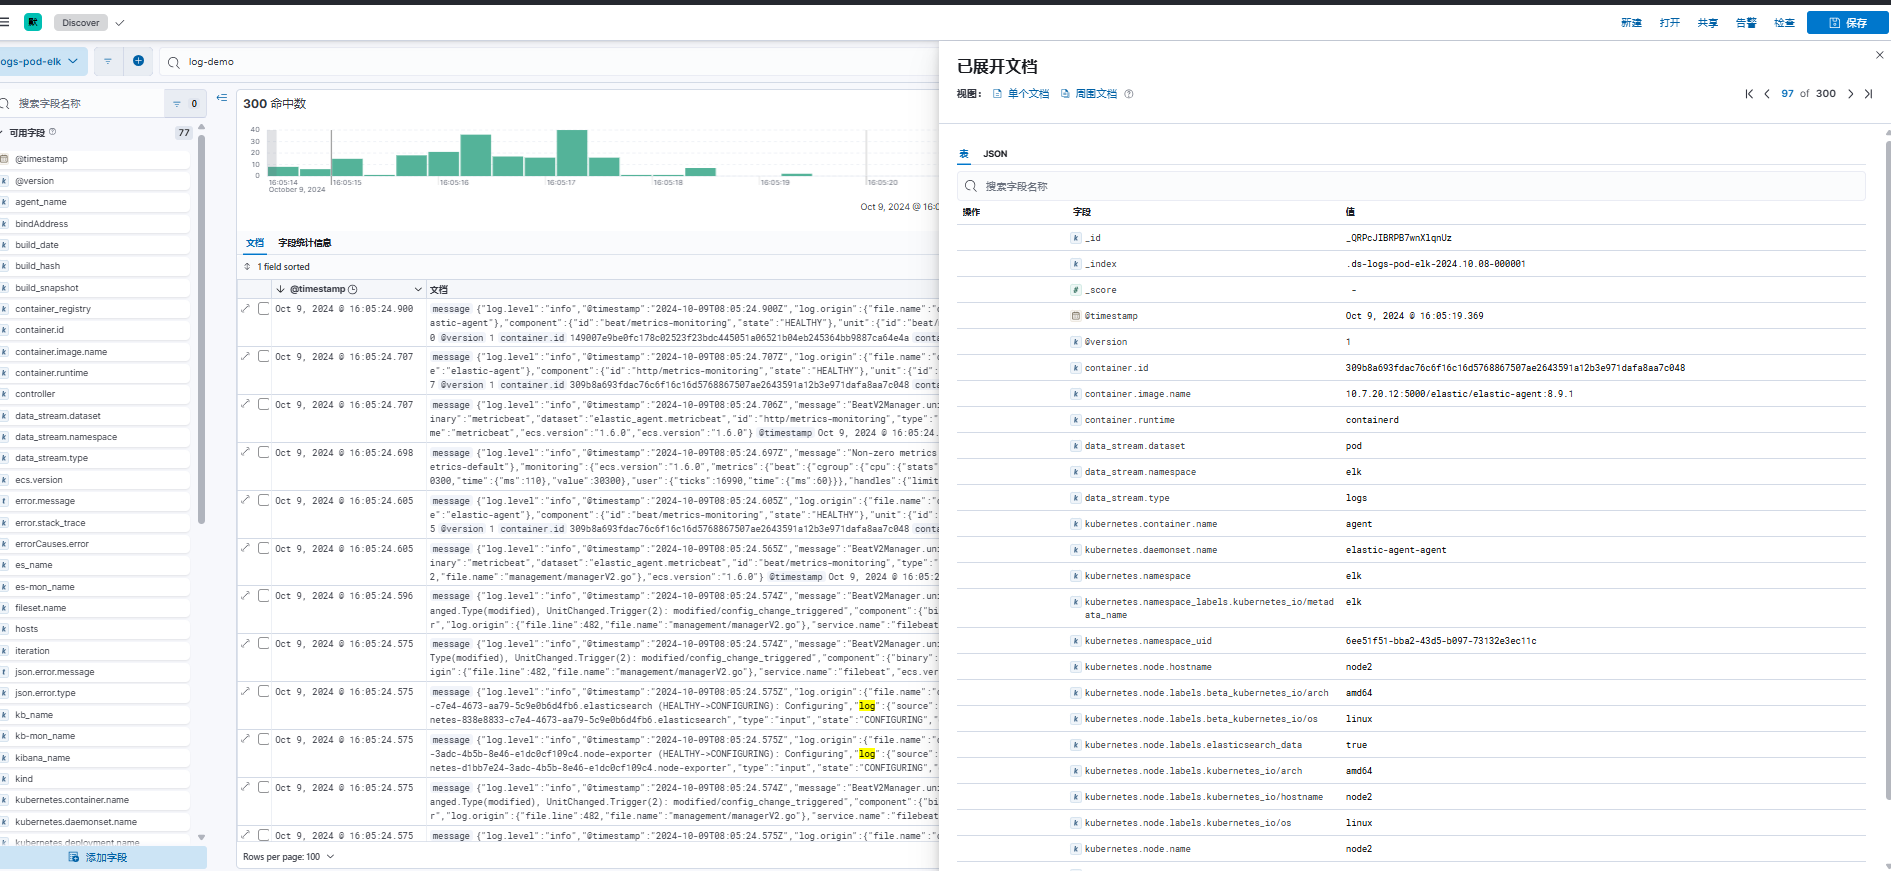 默 Discover 新建 打开 共享 告警 检查 保存
ogs-pod-elk log-demo
搜索字段名称 0
可用字段 77
@timestamp
@version
agent_name
bindAddress
build_date
build_hash
build_snapshot
container_registry
container.id
container.image.name
container.runtime
controller
data_stream.dataset
data_stream.namespace
data_stream.type
ecs.version
error.message
error.stack_trace
errorCauses.error
es_name
es-mon_name
fileset.name
hosts
iteration
json.error.message
json.error.type
kb_name
kb-mon_name
kibana_name
kind
kubernetes.container.name
kubernetes.daemonset.name
kubernetes.deployment.name
添加字段
300 命中数
40
30
20
10
0
16:05:14 16:05:15 16:05:16 16:05:17 16:05:18 16:05:19 16:05:20
October 9, 2024
Oct 9, 2024 @ 16:0
文档 字段统计信息
1 field sorted
@timestamp 文档
Oct 9, 2024 @ 16:05:24.900 message {"log.level":"info","@timestamp":"2024-10-09T08:05:24.900Z","log.origin":{"file.name":"
astic-agent"},"component":{"id":"beat/metrics-monitoring","state":"HEALTHY"},"unit":{"id":"beat/
0 @version 1 container.id 149007e9be0fc178c02523f23bdc445051a06521b04eb245364bb9887ca64e4a conta
Oct 9, 2024 @ 16:05:24.707 message {"log.level":"info","@timestamp":"2024-10-09T08:05:24.707Z","log.origin":{"file.name":"
e":"elastic-agent"},"component":{"id":"http/metrics-monitoring","state":"HEALTHY"},"unit":{"id":
7 @version 1 container.id 309b8a693fdac76c6f16c16d5768867507ae2643591a12b3e971dafa8aa7c048 conta
Oct 9, 2024 @ 16:05:24.707 message {"log.level":"info","@timestamp":"2024-10-09T08:05:24.706Z","message":"BeatV2Manager.uni
inary":"metricbeat","dataset":"elastic_agent.metricbeat","id":"http/metrics-monitoring","type":"
me":"metricbeat","ecs.version":"1.6.0","ecs.version":"1.6.0"} @timestamp Oct 9, 2024 @ 16:05:24.
Oct 9, 2024 @ 16:05:24.698 message {"log.level":"info","@timestamp":"2024-10-09T08:05:24.697Z","message":"Non-zero metrics
etrics-default"},"monitoring":{"ecs.version":"1.6.0","metrics":{"beat":{"cgroup":{"cpu":{"stats"
0300,"time":{"ms":110},"value":30300},"user":{"ticks":16990,"time":{"ms":60}}},"handles":{"limit
Oct 9, 2024 @ 16:05:24.605 message {"log.level":"info","@timestamp":"2024-10-09T08:05:24.605Z","log.origin":{"file.name":"
e":"elastic-agent"},"component":{"id":"beat/metrics-monitoring","state":"HEALTHY"},"unit":{"id":
5 @version 1 container.id 309b8a693fdac76c6f16c16d5768867507ae2643591a12b3e971dafa8aa7c048 conta
Oct 9, 2024 @ 16:05:24.605 message {"log.level":"info","@timestamp":"2024-10-09T08:05:24.565Z","message":"BeatV2Manager.uni
inary":"metricbeat","dataset":"elastic_agent.metricbeat","id":"beat/metrics-monitoring","type":"
2,"file.name":"management/managerV2.go"},"ecs.version":"1.6.0"} @timestamp Oct 9, 2024 @ 16:05:2
Oct 9, 2024 @ 16:05:24.596 message {"log.level":"info","@timestamp":"2024-10-09T08:05:24.574Z","message":"BeatV2Manager.uni
anged.Type(modified), UnitChanged.Trigger(2): modified/config_change_triggered","component":{"bi
r","log.origin":{"file.line":482,"file.name":"management/managerV2.go"},"service.name":"filebeat
Oct 9, 2024 @ 16:05:24.575 message {"log.level":"info","@timestamp":"2024-10-09T08:05:24.574Z","message":"BeatV2Manager.uni
Type(modified), UnitChanged.Trigger(2): modified/config_change_triggered","component":{"binary":
igin":{"file.line":482,"file.name":"management/managerV2.go"},"service.name":"filebeat","ecs.ver
Oct 9, 2024 @ 16:05:24.575 message {"log.level":"info","@timestamp":"2024-10-09T08:05:24.575Z","log.origin":{"file.name":"
-c7e4-4673-aa79-5c9e0b6d4fb6.elasticsearch (HEALTHY->CONFIGURING): Configuring","log":{"source":
netes-838e8833-c7e4-4673-aa79-5c9e0b6d4fb6.elasticsearch","type":"input","state":"CONFIGURING","
Oct 9, 2024 @ 16:05:24.575 message {"log.level":"info","@timestamp":"2024-10-09T08:05:24.575Z","log.origin":{"file.name":"
-3adc-4b5b-8e46-e1dc0cf109c4.node-exporter (HEALTHY->CONFIGURING): Configuring","log":{"source":
netes-d1bb7e24-3adc-4b5b-8e46-e1dc0cf109c4.node-exporter","type":"input","state":"CONFIGURING","
Oct 9, 2024 @ 16:05:24.575 message {"log.level":"info","@timestamp":"2024-10-09T08:05:24.574Z","message":"BeatV2Manager.uni
anged.Type(modified), UnitChanged.Trigger(2): modified/config_change_triggered","component":{"bi
r","log.origin":{"file.line":482,"file.name":"management/managerV2.go"},"service.name":"filebeat
Oct 9, 2024 @ 16:05:24.575 message {"log.level":"info","@timestamp":"2024-10-09T08:05:24.575Z","log.origin":{"file.name":"
Rows per page: 100
已展开文档
视图: 单个文档 周围文档 97 of 300
表 JSON
搜索字段名称
操作 字段 值
_id _QRPcJIBRPB7wnXlqnUz
_index .ds-logs-pod-elk-2024.10.08-000001
_score -
@timestamp Oct 9, 2024 @ 16:05:19.369
@version 1
container.id 309b8a693fdac76c6f16c16d5768867507ae2643591a12b3e971dafa8aa7c048
container.image.name 10.7.20.12:5000/elastic/elastic-agent:8.9.1
container.runtime containerd
data_stream.dataset pod
data_stream.namespace elk
data_stream.type logs
kubernetes.container.name agent
kubernetes.daemonset.name elastic-agent-agent
kubernetes.namespace elk
kubernetes.namespace_labels.kubernetes_io/metad elk
ata_name
kubernetes.namespace_uid 6ee51f51-bba2-43d5-b097-73132e3ec11c
kubernetes.node.hostname node2
kubernetes.node.labels.beta_kubernetes_io/arch amd64
kubernetes.node.labels.beta_kubernetes_io/os linux
kubernetes.node.labels.elasticsearch_data true
kubernetes.node.labels.kubernetes_io/arch amd64
kubernetes.node.labels.kubernetes_io/hostname node2
kubernetes.node.labels.kubernetes_io/os linux
kubernetes.node.name node2